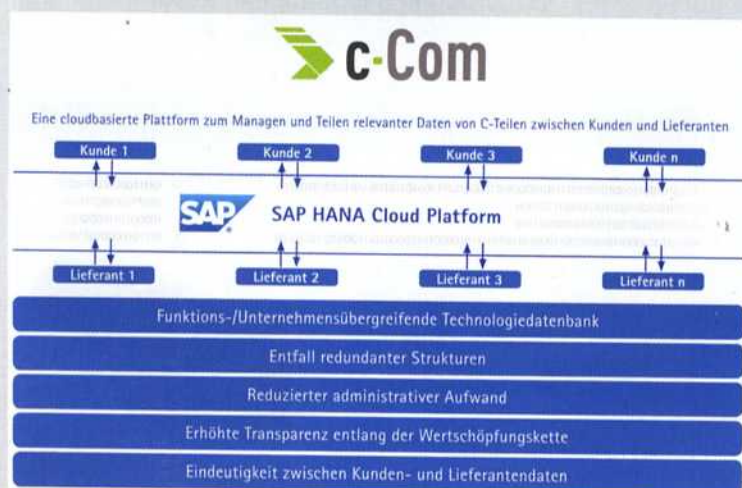 c-Com
Eine cloudbasierte Plattform zum Managen und Teilen relevanter Daten von C-Teilen zwischen Kunden und Lieferanten
Kunde 1 Kunde 2 Kunde 3 Kunde n
SAP SAP HANA Cloud Platform
Lieferant 1 Lieferant 2 Lieferant 3 Lieferant n
Funktions-/Unternehmensübergreifende Technologiedatenbank
Entfall redundanter Strukturen
Reduzierter administrativer Aufwand
Erhöhte Transparenz entlang der Wertschöpfungskette
Eindeutigkeit zwischen Kunden- und Lieferantendaten